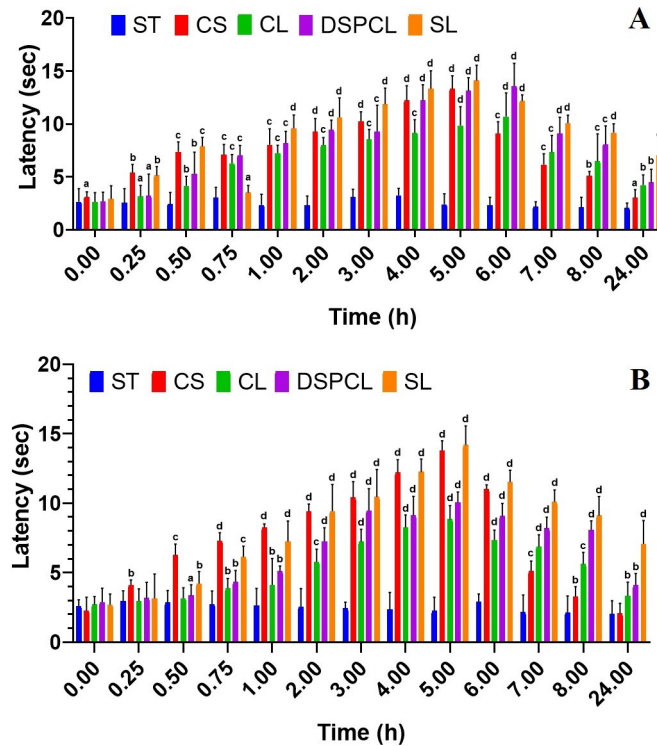 A
ST CS CL DSPCL SL
Latency (sec)
20
15
10
5
0
a
b a a b
c b c c
c c c a
c c c d
d c d d
c c c d
d c d d
d d d d
c c d d
c c d d
b c d d
a b b
0.00 0.25 0.50 0.75 1.00 2.00 3.00 4.00 5.00 6.00 7.00 8.00 24.00
Time (h)
B
ST CS CL DSPCL SL
Latency (sec)
20
15
10
5
0
b
c a b
d b b c
d b b d
d c d d
d d d d
d d d d
d d d d
d d d d
c d d d
b c d d
b b d
0.00 0.25 0.50 0.75 1.00 2.00 3.00 4.00 5.00 6.00 7.00 8.00 24.00
Time (h)